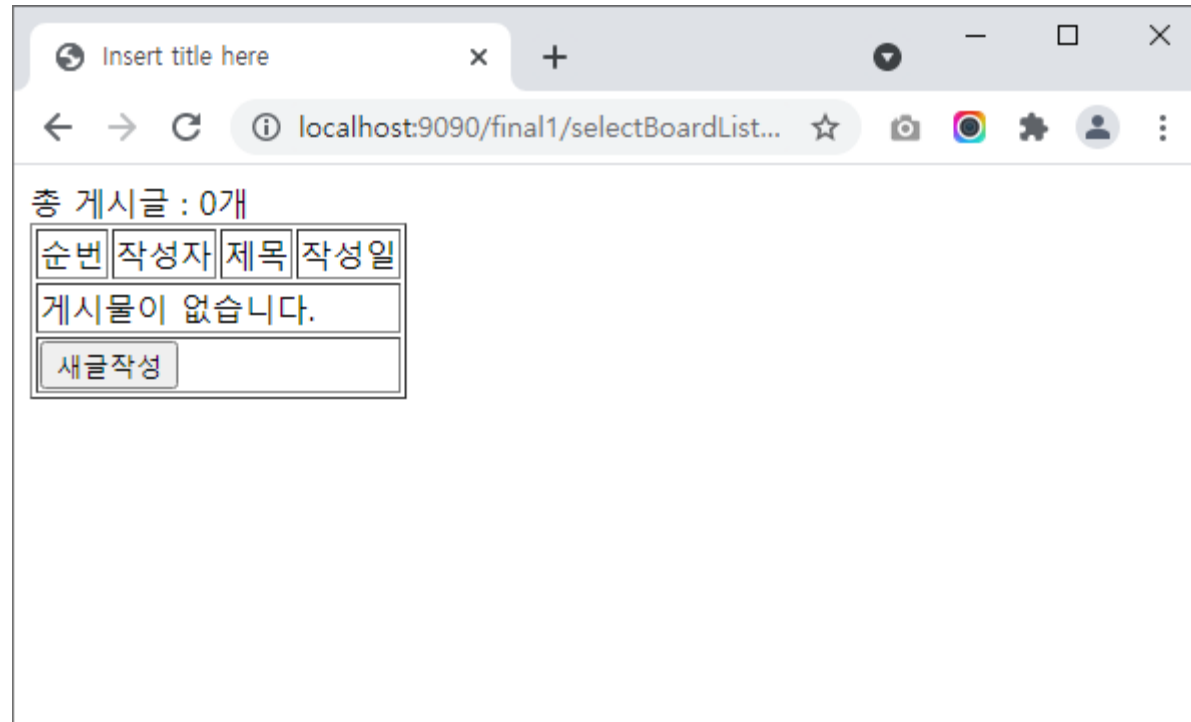 Insert title here
localhost:9090/final1/selectBoardList...
총 게시글 : 0개
순번 작성자 제목 작성일
게시물이 없습니다.
새글작성